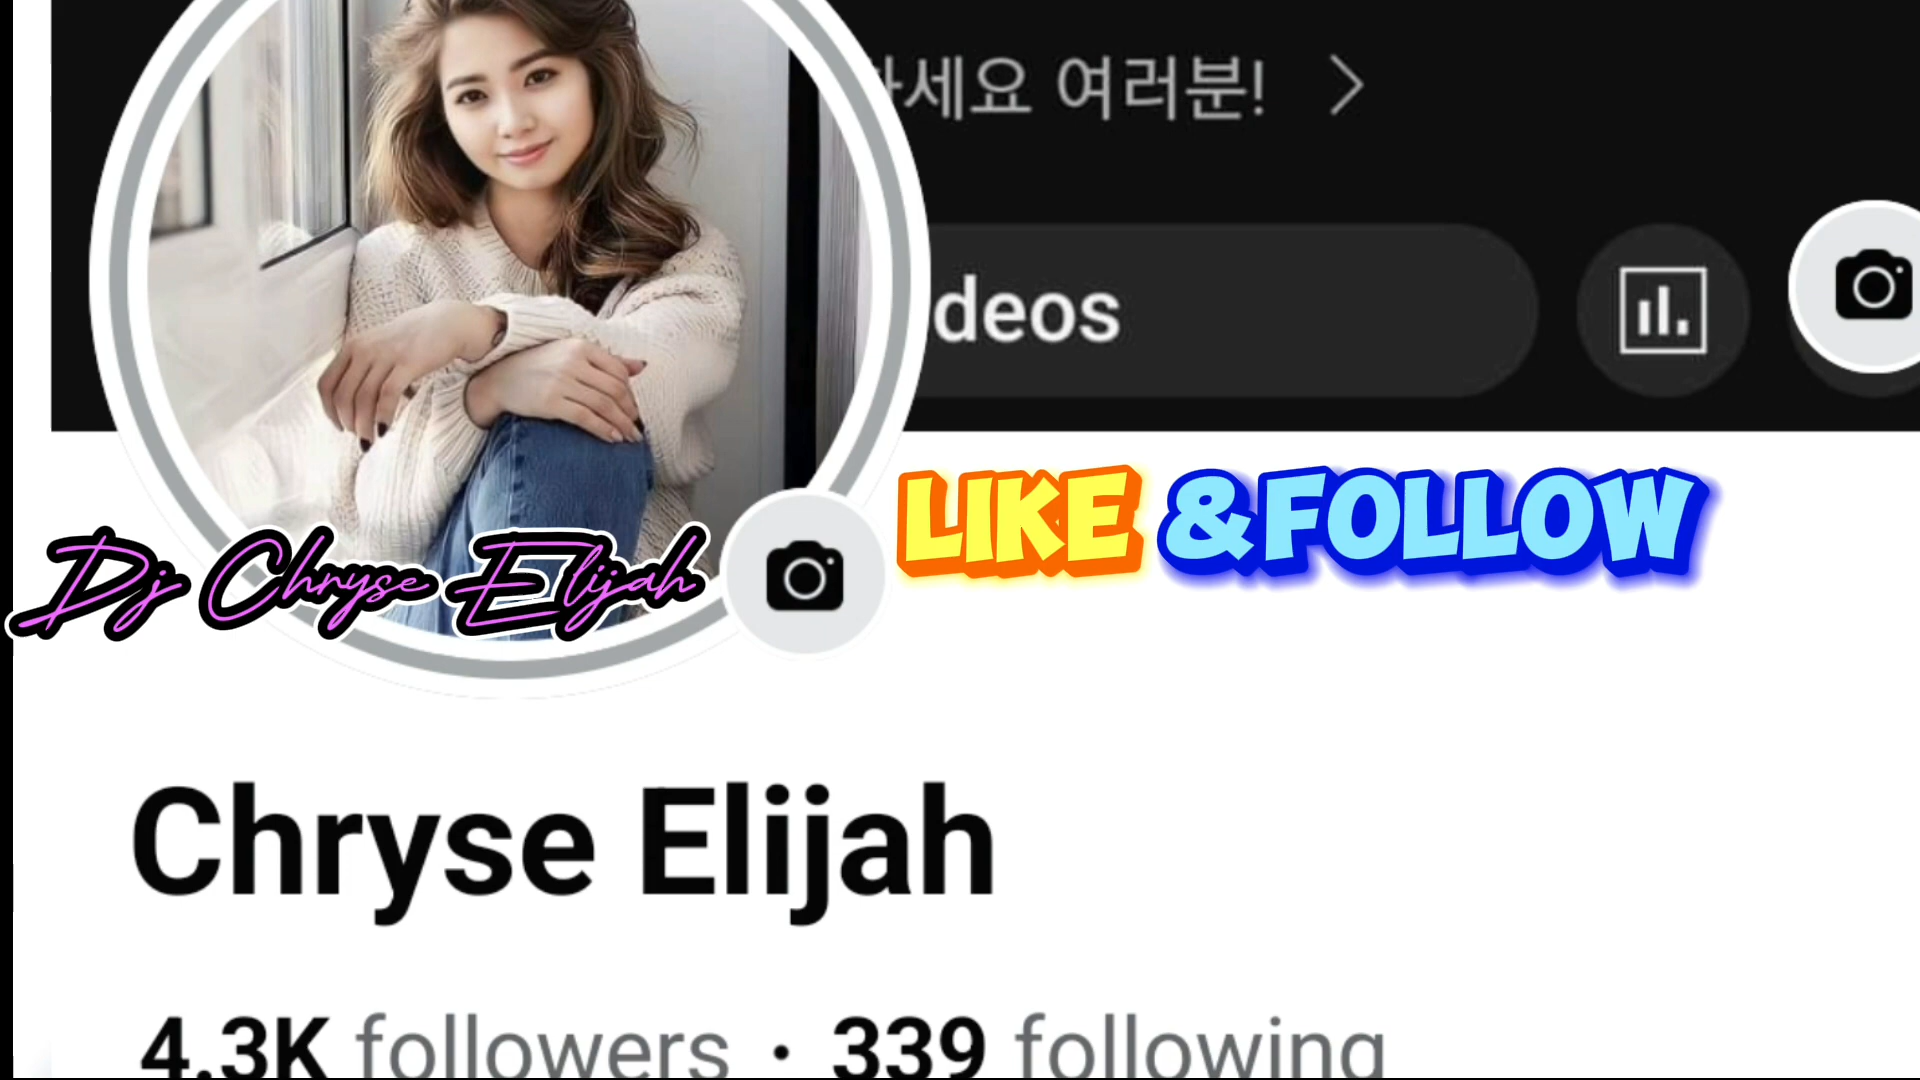 세요 여러분!
deos
LIKE &FOLLOW
Dj Chryse Elijah
Chryse Elijah
4.3K followers · 339 following